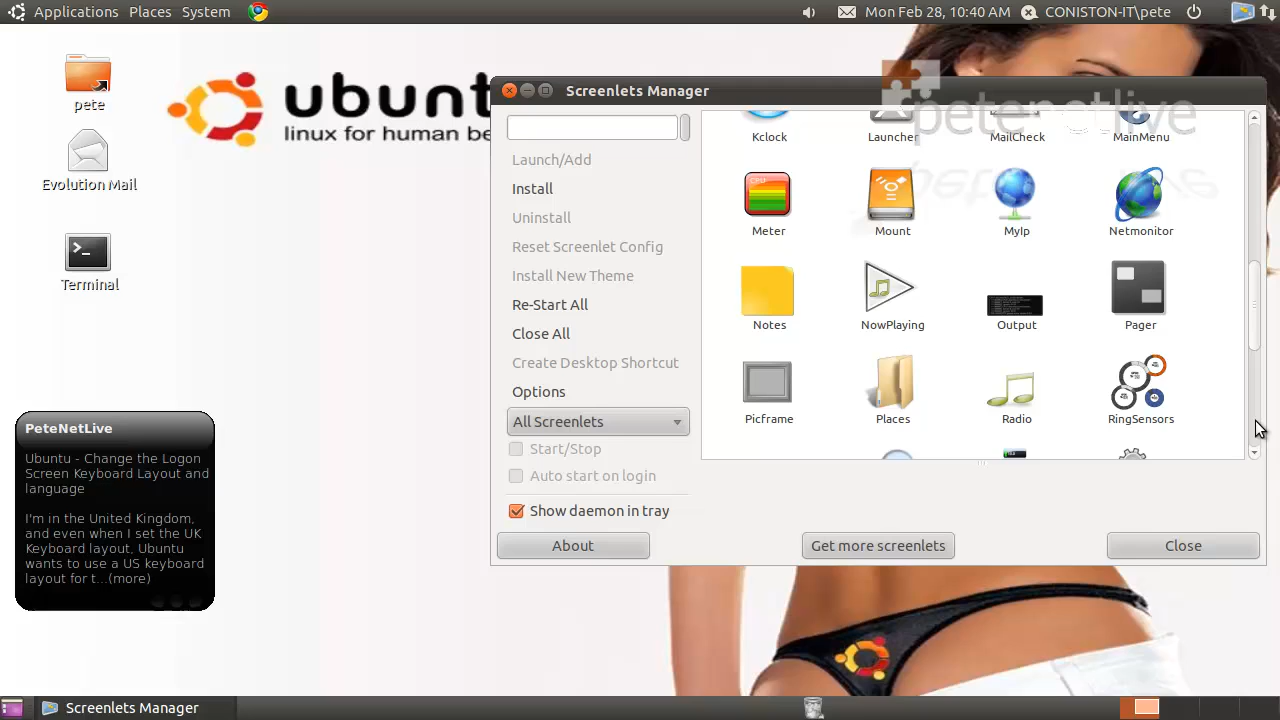 Applications Places System
Mon Feb 28, 10:40 AM
CONISTON-IT\pete
pete
Evolution Mail
Terminal
ubunt
linux for human be
Screenlets Manager
petenetlive
Launch/Add
Install
Uninstall
Reset Screenlet Config
Install New Theme
Re-Start All
Close All
Create Desktop Shortcut
Options
All Screenlets
Start/Stop
Auto start on login
Show daemon in tray
Kclock Launcher MailCheck MainMenu
CPU
Meter Mount MyIp Netmonitor
Notes NowPlaying Output Pager
Picframe Places Radio RingSensors
About Get more screenlets Close
PeteNetLive
Ubuntu - Change the Logon
Screen Keyboard Layout and
language
I'm in the United Kingdom,
and even when I set the UK
Keyboard layout, Ubuntu
wants to use a US keyboard
layout for t...(more)
Screenlets Manager